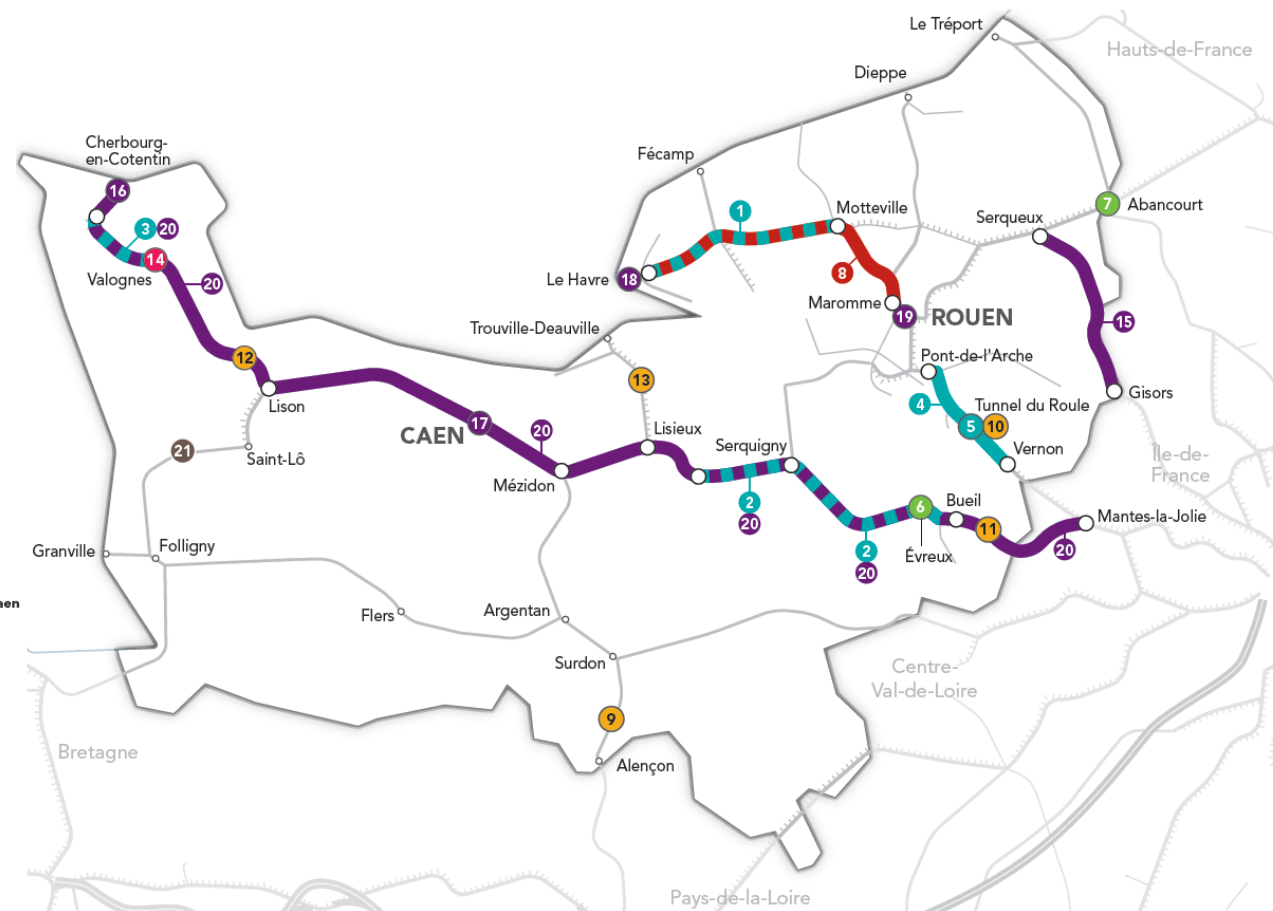 Le Tréport
Hauts-de-France
Dieppe
Cherbourg-
en-Cotentin
Fécamp
16
7
Abancourt
1
Motteville
Serqueux
3
20
14
Valognes
20
Le Havre
18
8
Maromme
19
ROUEN
15
Trouville-Deauville
12
Pont-de-l'Arche
13
4
Tunnel du Roule
5
10
Gisors
Lison
CAEN
17
20
Lisieux
Serquigny
Vernon
Île-de-
France
21
Saint-Lô
Mézidon
2
20
6
Bueil
11
Mantes-la-Jolie
20
Évreux
2
20
Granville
Folligny
aen
Flers
Argentan
Surdon
Centre-
Val-de-Loire
9
Bretagne
Alençon
Pays-de-la-Loire